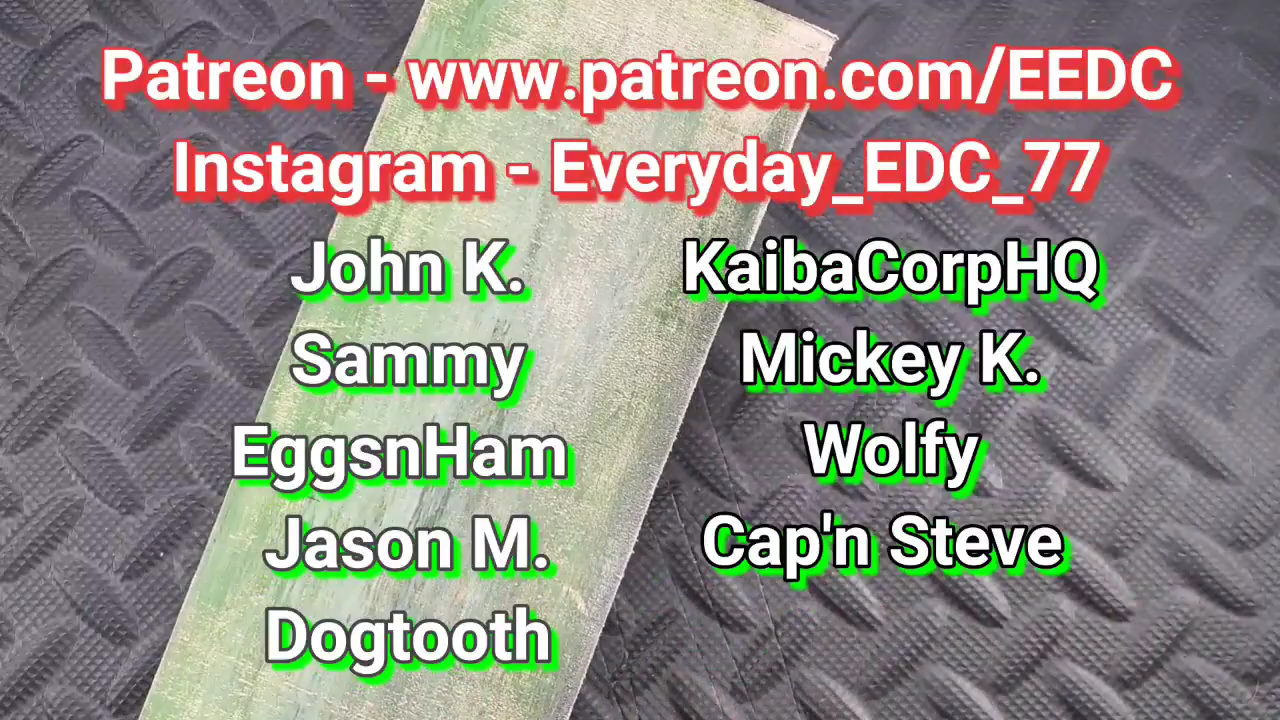 Patreon - www.patreon.com/EEDC
Instagram - Everyday_EDC_77
John K.
Sammy
EggsnHam
Jason M.
Dogtooth
KaibaCorpHQ
Mickey K.
Wolfy
Cap'n Steve